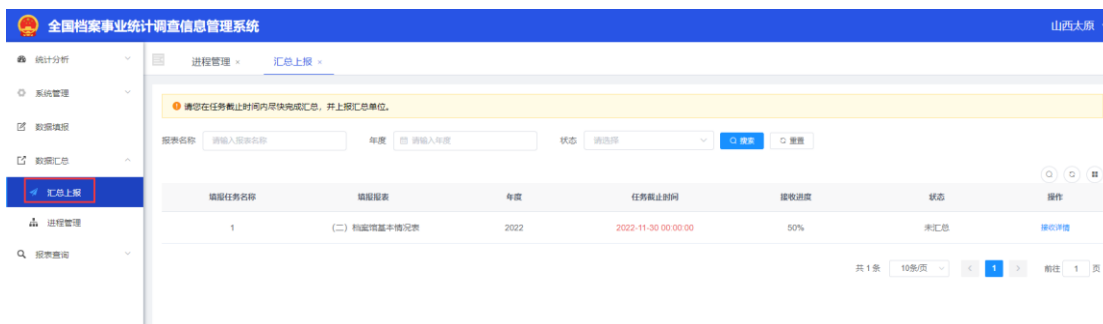 全国档案事业统计调查信息管理系统
山西太原
统计分析
进程管理 ×
汇总上报 ×
系统管理
请您在任务截止时间内尽快完成汇总，并上报汇总单位。
数据填报
报表名称 请输入报表名称 年度 请输入年度 状态 请选择 搜索 重置
数据汇总
汇总上报
填报任务名称 填报报表 年度 任务截止时间 接收进度 状态 操作
进程管理
1 （二）档案馆基本情况表 2022 2022-11-30 00:00:00 50% 未汇总 接收详情
报表查询
共 1 条 10条/页 < 1 > 前往 1 页